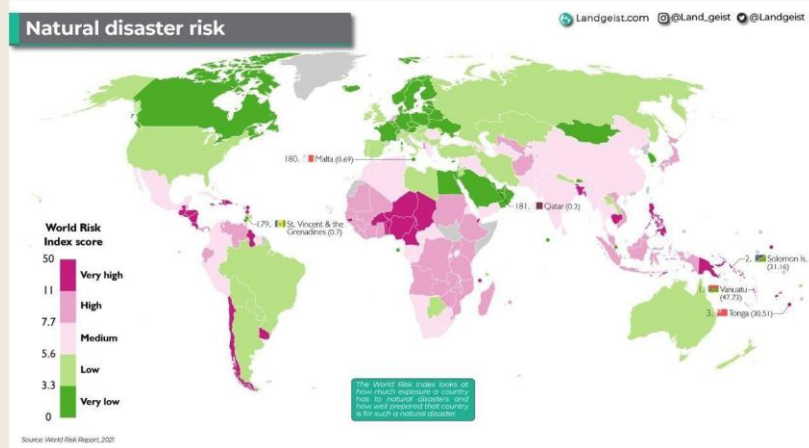 Natural disaster risk
Landgeist.com @Land_geist @Landgeist
180. Malta (0.69)
181. Qatar (0.3)
179. St. Vincent & the
Grenadines (0.7)
2. Solomon Is.
(31.16)
1. Vanuatu
(47.73)
3. Tonga (30.51)
World Risk
Index score
50
Very high
11
High
7.7
Medium
5.6
Low
3.3
Very low
0
The World Risk Index looks at
how much exposure a country
has to natural disasters and
how well prepared that country
is for such a natural disaster.
Source: World Risk Report, 2021